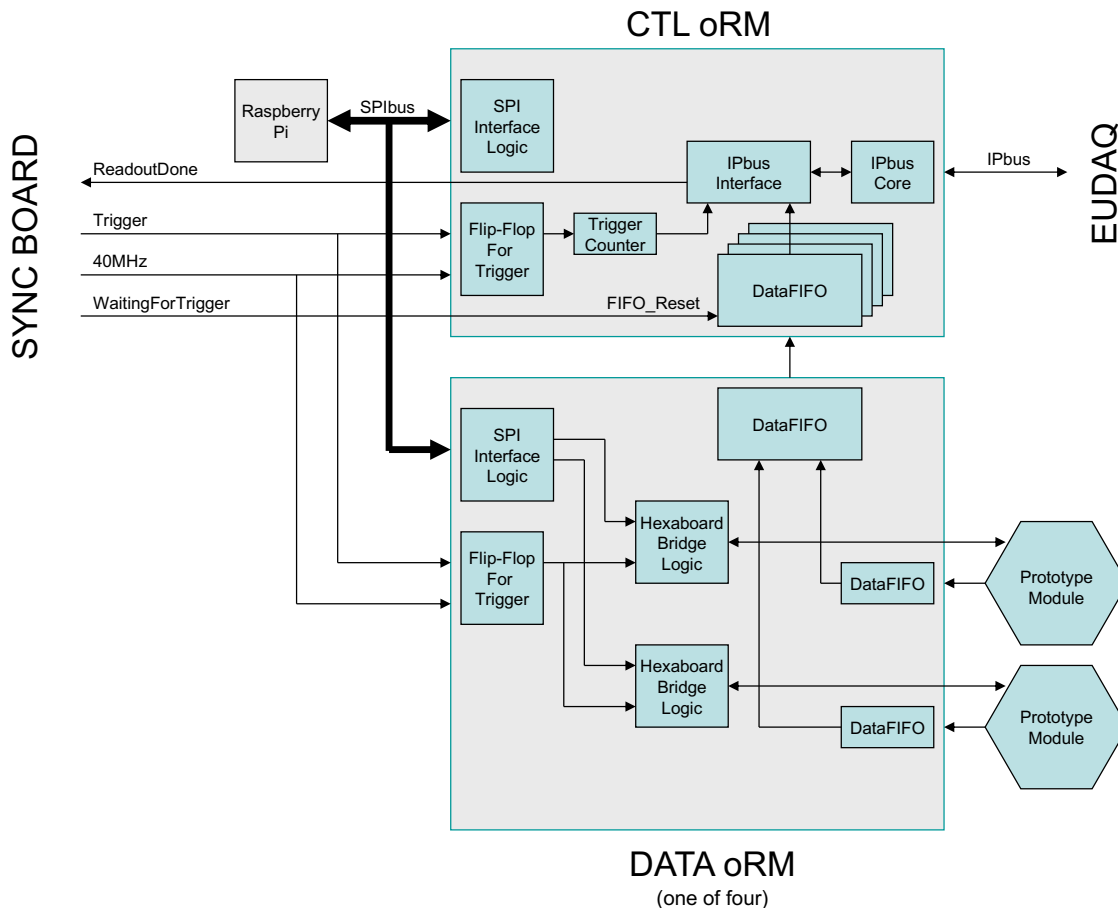 CTL oRM
SYNC BOARD
EUDAQ
Raspberry
Pi
SPIbus
SPI
Interface
Logic
ReadoutDone
IPbus
Interface
IPbus
Core
IPbus
Trigger
Flip-Flop
For
Trigger
Trigger
Counter
40MHz
WaitingForTrigger
FIFO_Reset
DataFIFO
DataFIFO
SPI
Interface
Logic
Hexaboard
Bridge
Logic
Flip-Flop
For
Trigger
DataFIFO
Prototype
Module
Hexaboard
Bridge
Logic
DataFIFO
Prototype
Module
DATA oRM
(one of four)